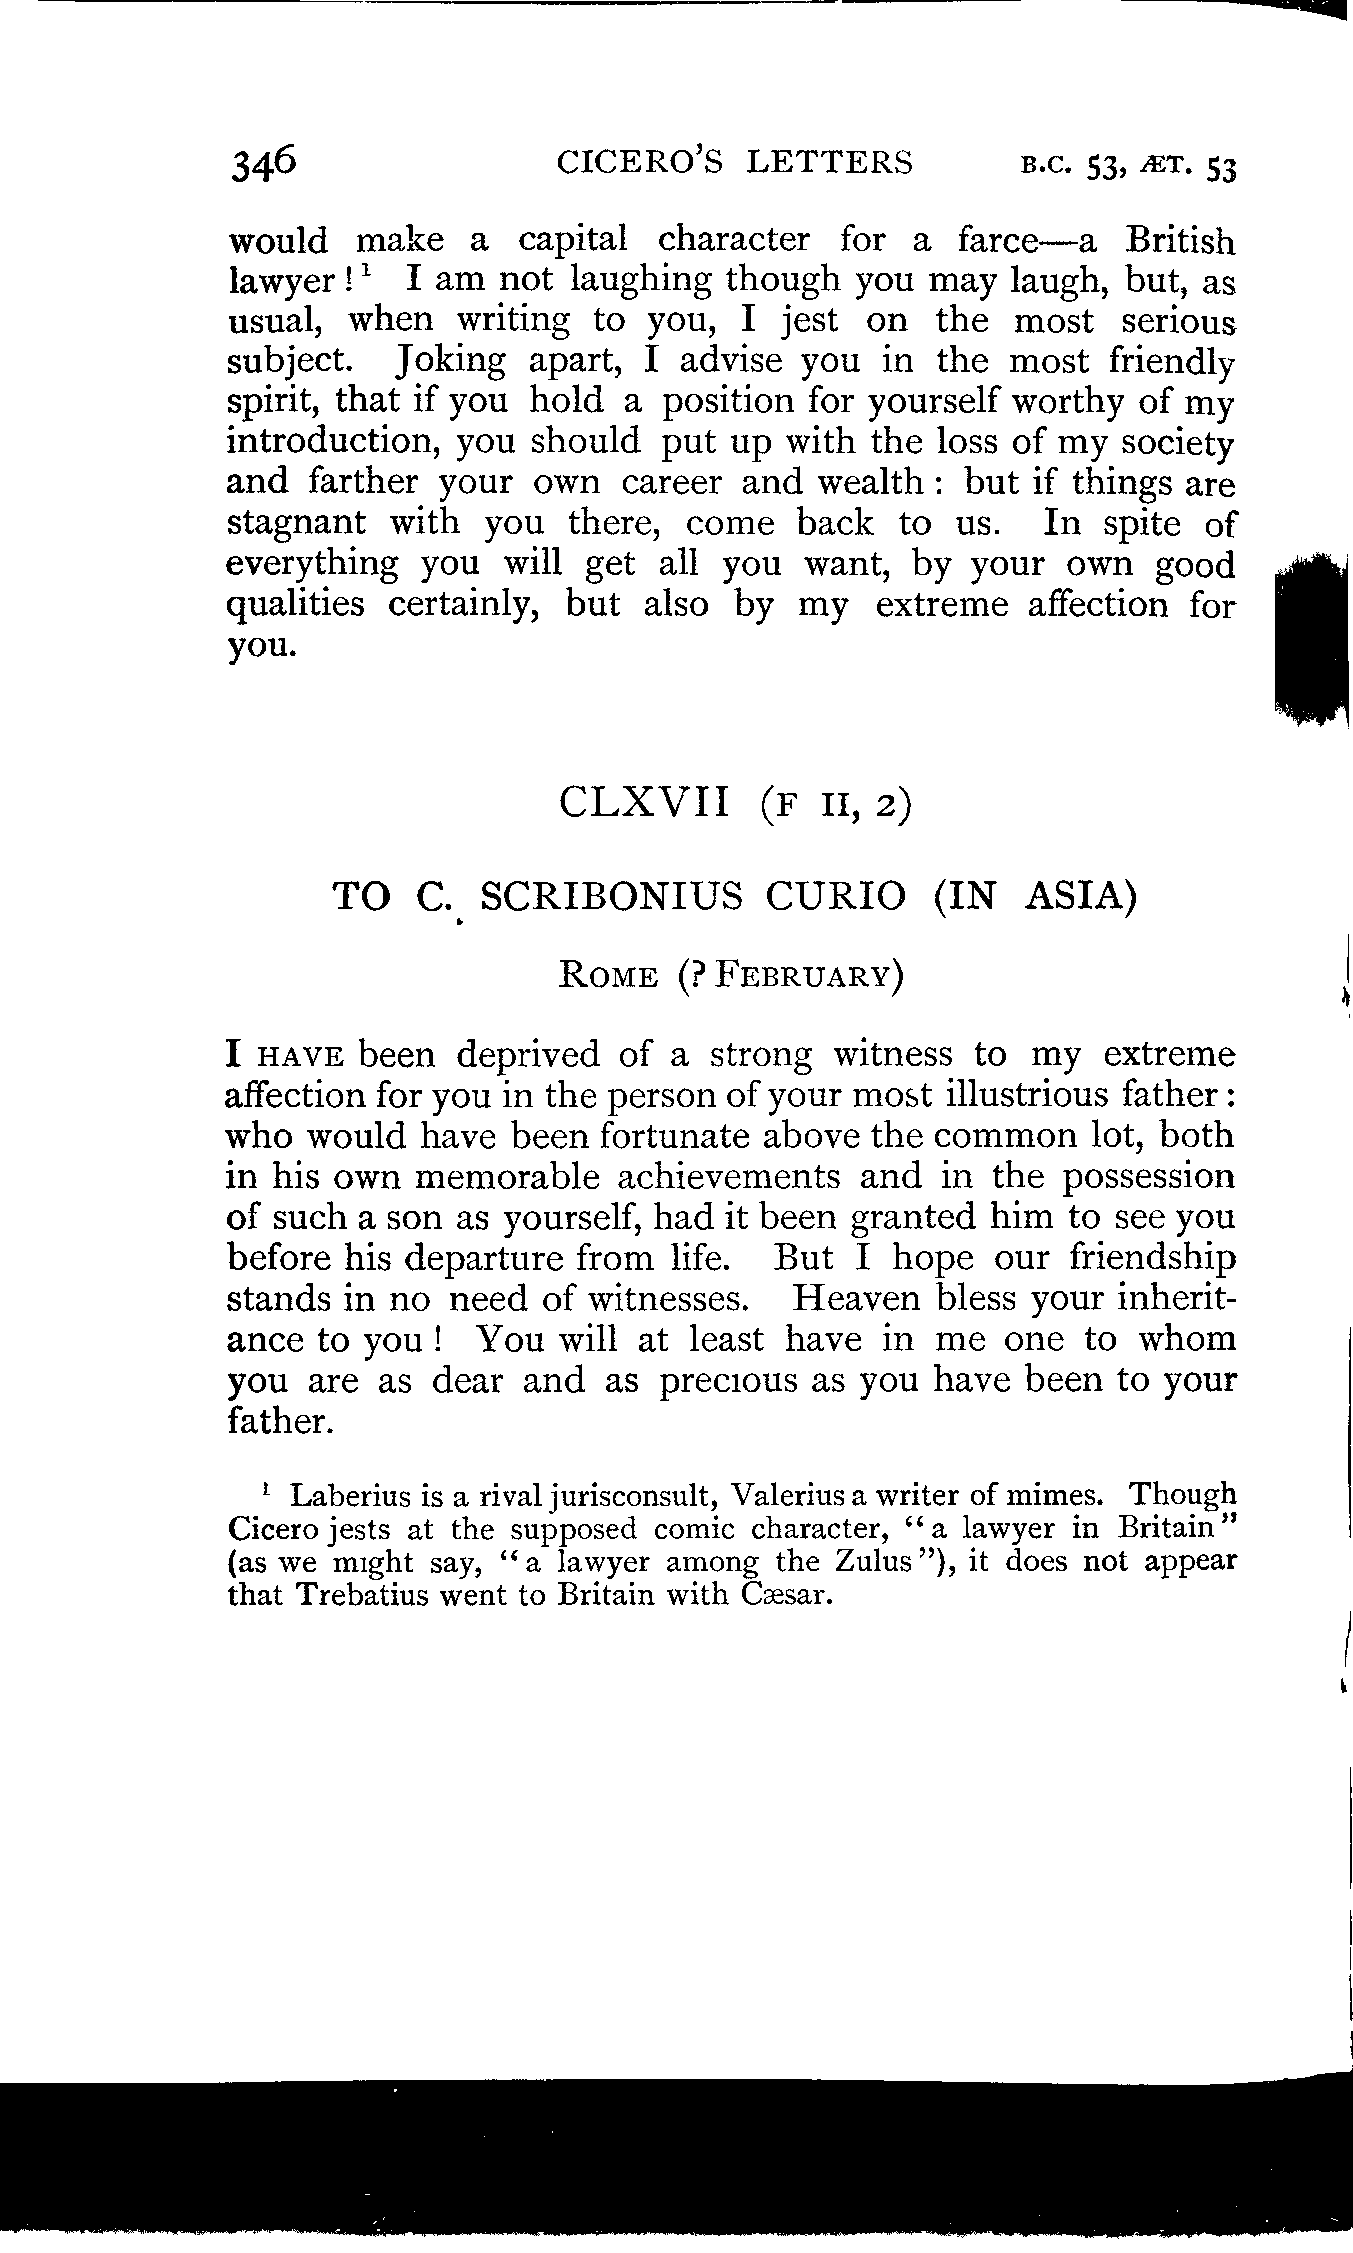 346 CICERO'S LETTERS B.C. 53, ÆT. 53
would make a capital character for a farce—a British
lawyer!¹ I am not laughing though you may laugh, but, as
usual, when writing to you, I jest on the most serious
subject. Joking apart, I advise you in the most friendly
spirit, that if you hold a position for yourself worthy of my
introduction, you should put up with the loss of my society
and farther your own career and wealth: but if things are
stagnant with you there, come back to us. In spite of
everything you will get all you want, by your own good
qualities certainly, but also by my extreme affection for
you.
CLXVII (F II, 2)
TO C. SCRIBONIUS CURIO (IN ASIA)
ROME (? FEBRUARY)
I HAVE been deprived of a strong witness to my extreme
affection for you in the person of your most illustrious father:
who would have been fortunate above the common lot, both
in his own memorable achievements and in the possession
of such a son as yourself, had it been granted him to see you
before his departure from life. But I hope our friendship
stands in no need of witnesses. Heaven bless your inherit-
ance to you! You will at least have in me one to whom
you are as dear and as precious as you have been to your
father.
¹ Laberius is a rival jurisconsult, Valerius a writer of mimes. Though
Cicero jests at the supposed comic character, "a lawyer in Britain"
(as we might say, "a lawyer among the Zulus"), it does not appear
that Trebatius went to Britain with Cæsar.